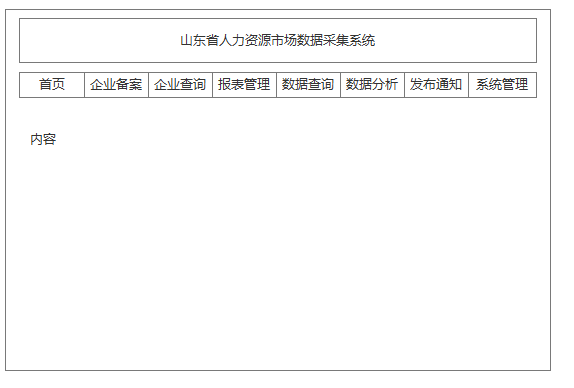 山东省人力资源市场数据采集系统
首页 企业备案 企业查询 报表管理 数据查询 数据分析 发布通知 系统管理
内容